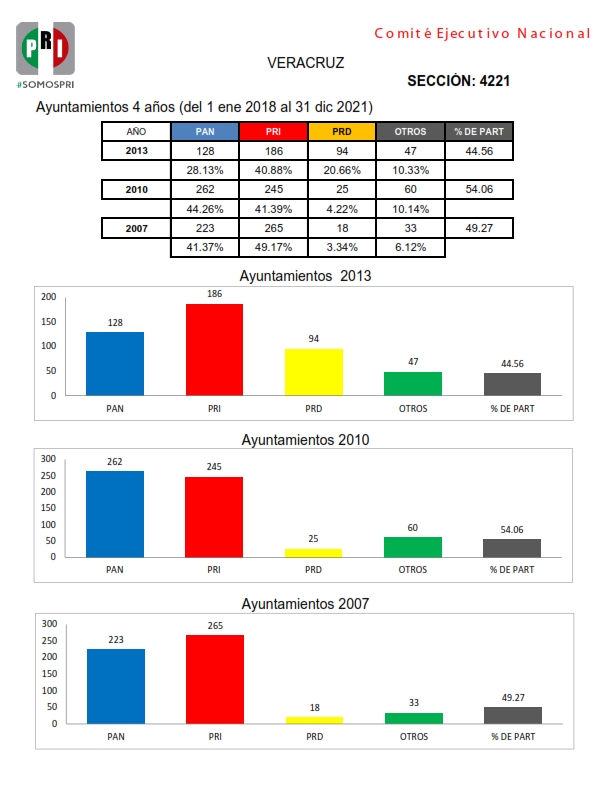 Comité Ejecutivo Nacional
PRI
#SOMOSPRI
VERACRUZ
SECCIÓN: 4221
Ayuntamientos 4 años (del 1 ene 2018 al 31 dic 2021)
AÑO PAN PRI PRD OTROS % DE PART
2013 128 186 94 47 44.56
28.13% 40.88% 20.66% 10.33%
2010 262 245 25 60 54.06
44.26% 41.39% 4.22% 10.14%
2007 223 265 18 33 49.27
41.37% 49.17% 3.34% 6.12%
Ayuntamientos 2013
200
150
100
50
0
128 186 94 47 44.56
PAN PRI PRD OTROS % DE PART
Ayuntamientos 2010
300
250
200
150
100
50
0
262 245 25 60 54.06
PAN PRI PRD OTROS % DE PART
Ayuntamientos 2007
300
250
200
150
100
50
0
223 265 18 33 49.27
PAN PRI PRD OTROS % DE PART